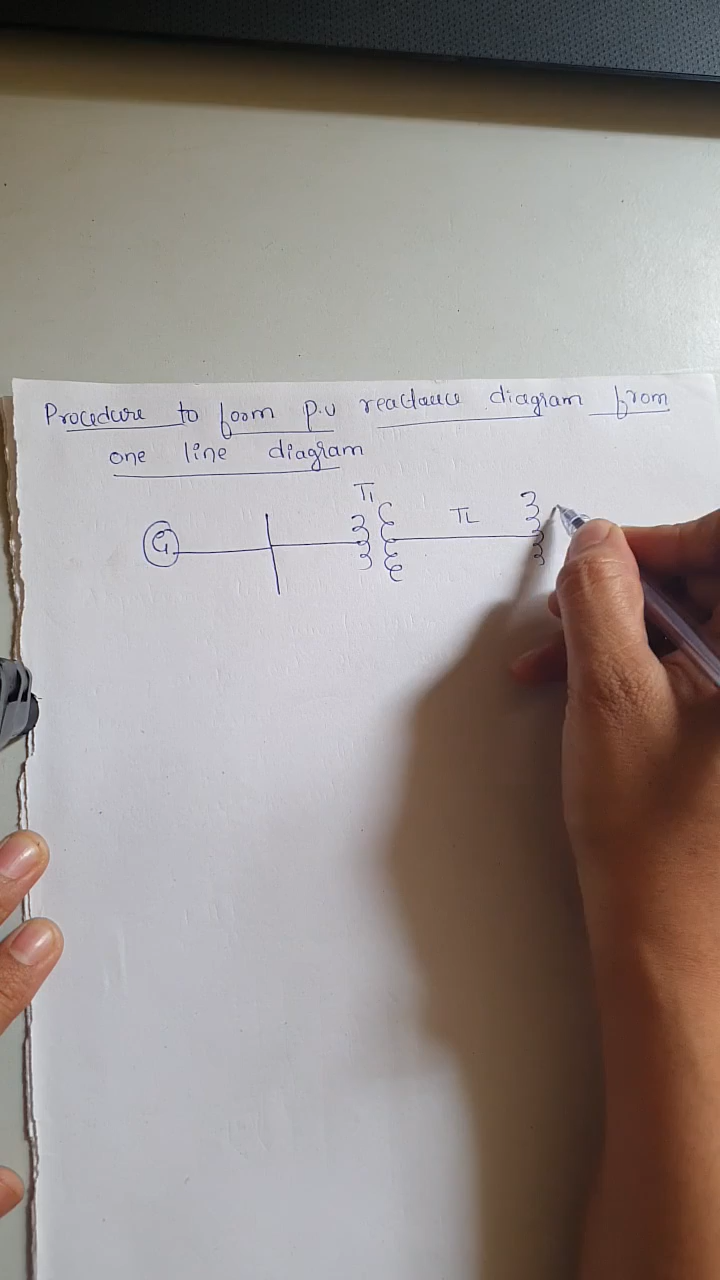 Procedure to form p.u reactance diagram from
one line diagram
T1
TL
G